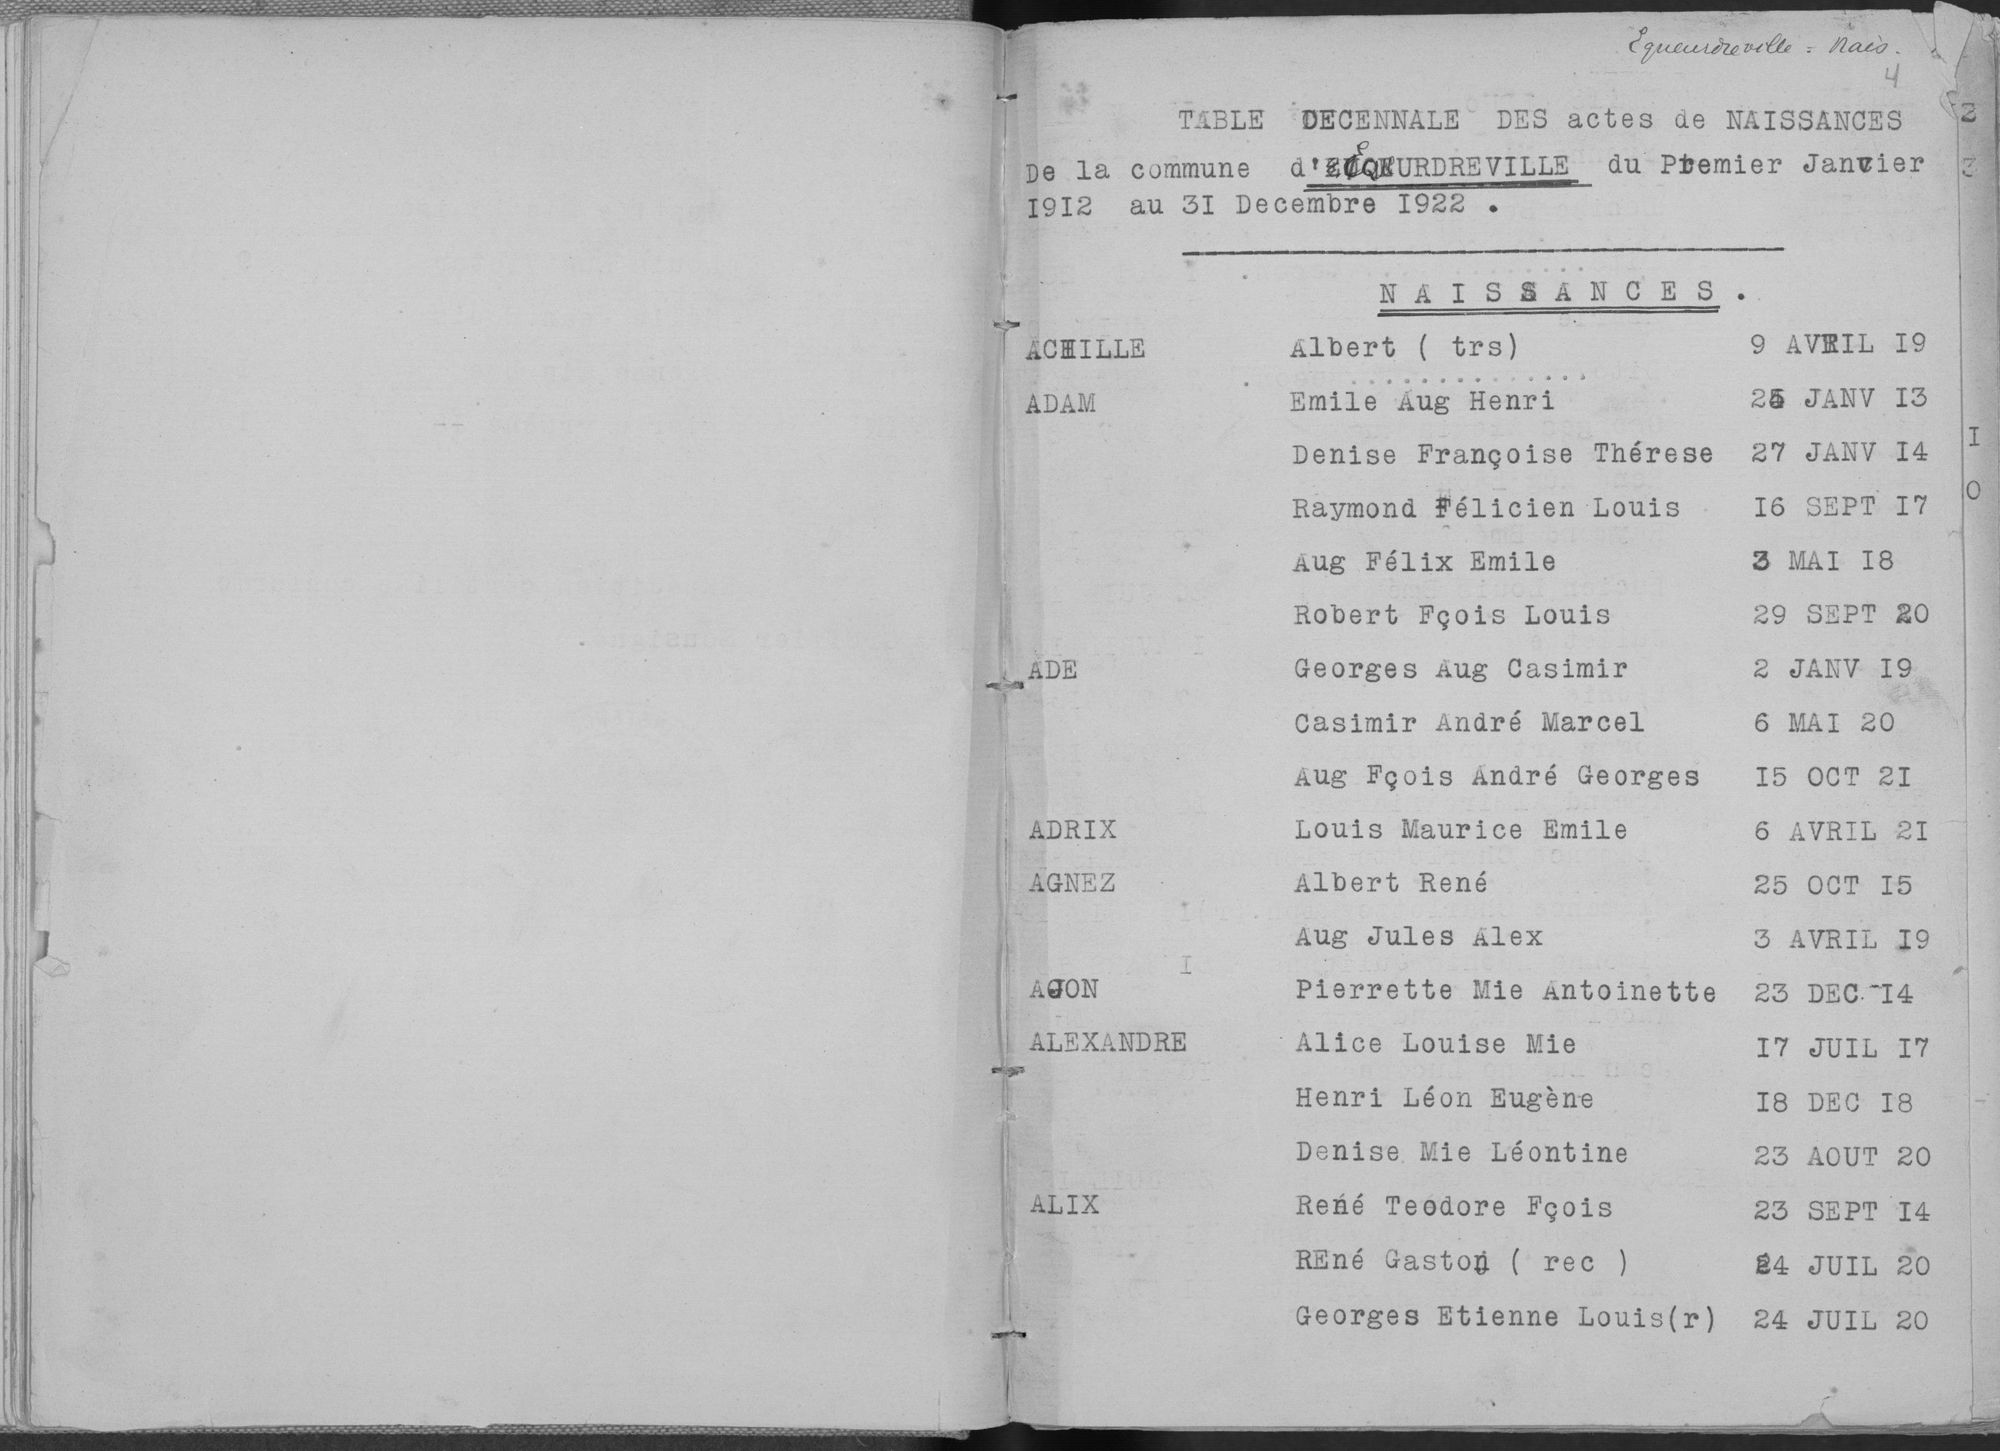 Equeurdreville = Nais.
4
TABLE DECENNALE DES actes de NAISSANCES
De la commune d'EQUEURDREVILLE du Premier Janvier
1912 au 31 Decembre 1922 .
NAISSANCES.
ACHILLE Albert ( trs) 9 AVRIL 19
ADAM Emile Aug Henri 25 JANV 13
Denise Françoise Thérese 27 JANV 14
Raymond Félicien Louis 16 SEPT 17
Aug Félix Emile 3 MAI 18
Robert Fçois Louis 29 SEPT 20
ADE Georges Aug Casimir 2 JANV 19
Casimir André Marcel 6 MAI 20
Aug Fçois André Georges 15 OCT 21
ADRIX Louis Maurice Emile 6 AVRIL 21
AGNEZ Albert René 25 OCT 15
Aug Jules Alex 3 AVRIL 19
AJON Pierrette Mie Antoinette 23 DEC 14
ALEXANDRE Alice Louise Mie 17 JUIL 17
Henri Léon Eugène 18 DEC 18
Denise Mie Léontine 23 AOUT 20
ALIX René Teodore Fçois 23 SEPT 14
REné Gaston ( rec ) 24 JUIL 20
Georges Etienne Louis(r) 24 JUIL 20
2
3
1
0